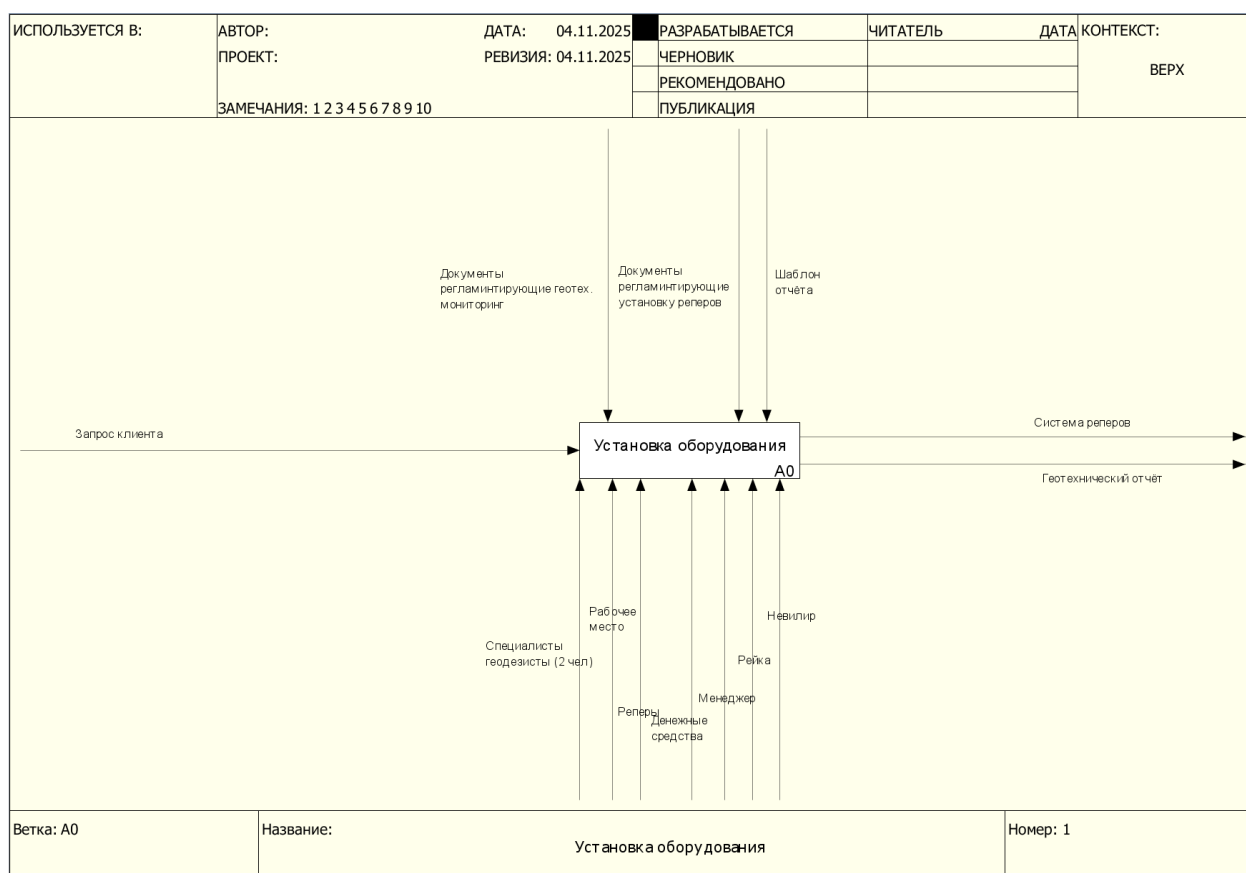 ИСПОЛЬЗУЕТСЯ В:
АВТОР:
ДАТА: 04.11.2025
РАЗРАБАТЫВАЕТСЯ
ЧИТАТЕЛЬ
ДАТА
КОНТЕКСТ:
ПРОЕКТ:
РЕВИЗИЯ: 04.11.2025
ЧЕРНОВИК
ВЕРХ
РЕКОМЕНДОВАНО
ЗАМЕЧАНИЯ: 1 2 3 4 5 6 7 8 9 10
ПУБЛИКАЦИЯ
Документы
регламинтирующие геотех.
мониторинг
Документы
регламинтирующие
установку реперов
Шаблон
отчёта
Запрос клиента
Установка оборудования
A0
Система реперов
Геотехнический отчёт
Специалисты
геодезисты (2 чел)
Рабочее
место
Реперы
Денежные
средства
Менеджер
Рейка
Невилир
Ветка: A0
Название:
Установка оборудования
Номер: 1